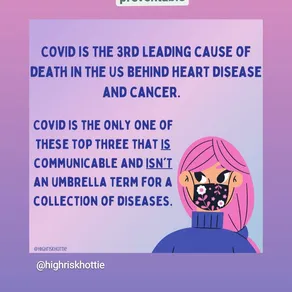 preventable
COVID IS THE 3RD LEADING CAUSE OF
DEATH IN THE US BEHIND HEART DISEASE
AND CANCER.
COVID IS THE ONLY ONE OF
THESE TOP THREE THAT IS
COMMUNICABLE AND ISN'T
AN UMBRELLA TERM FOR A
COLLECTION OF DISEASES.
@HIGHRISKHOTTIE
@highriskhottie